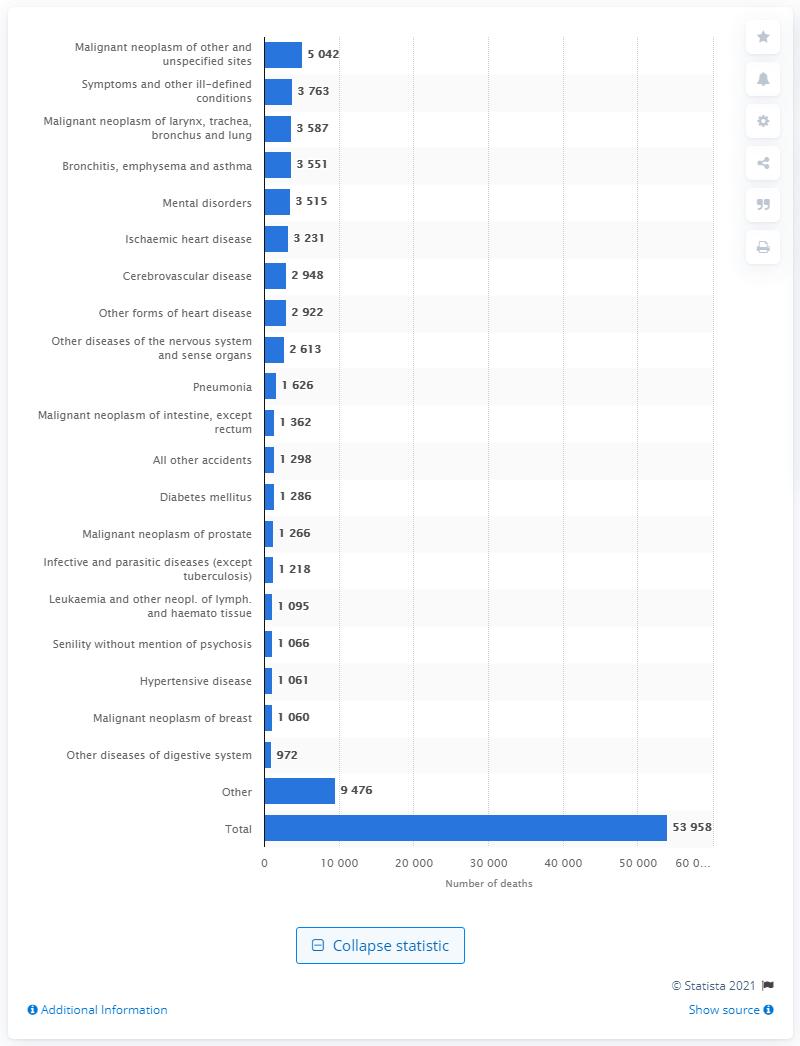 Malignant neoplasm of other and
unspecified sites
5 042
Symptoms and other ill-defined
conditions
3 763
Malignant neoplasm of larynx, trachea,
bronchus and lung
3 587
Bronchitis, emphysema and asthma
3 551
Mental disorders
3 515
Ischaemic heart disease
3 231
Cerebrovascular disease
2 948
Other forms of heart disease
2 922
Other diseases of the nervous system
and sense organs
2 613
Pneumonia
1 626
Malignant neoplasm of intestine, except
rectum
1 362
All other accidents
1 298
Diabetes mellitus
1 286
Malignant neoplasm of prostate
1 266
Infective and parasitic diseases (except
tuberculosis)
1 218
Leukaemia and other neopl. of lymph.
and haemato tissue
1 095
Senility without mention of psychosis
1 066
Hypertensive disease
1 061
Malignant neoplasm of breast
1 060
Other diseases of digestive system
972
Other
9 476
Total
53 958
0 10 000 20 000 30 000 40 000 50 000 60 0...
Number of deaths
Collapse statistic
© Statista 2021
Additional Information
Show source